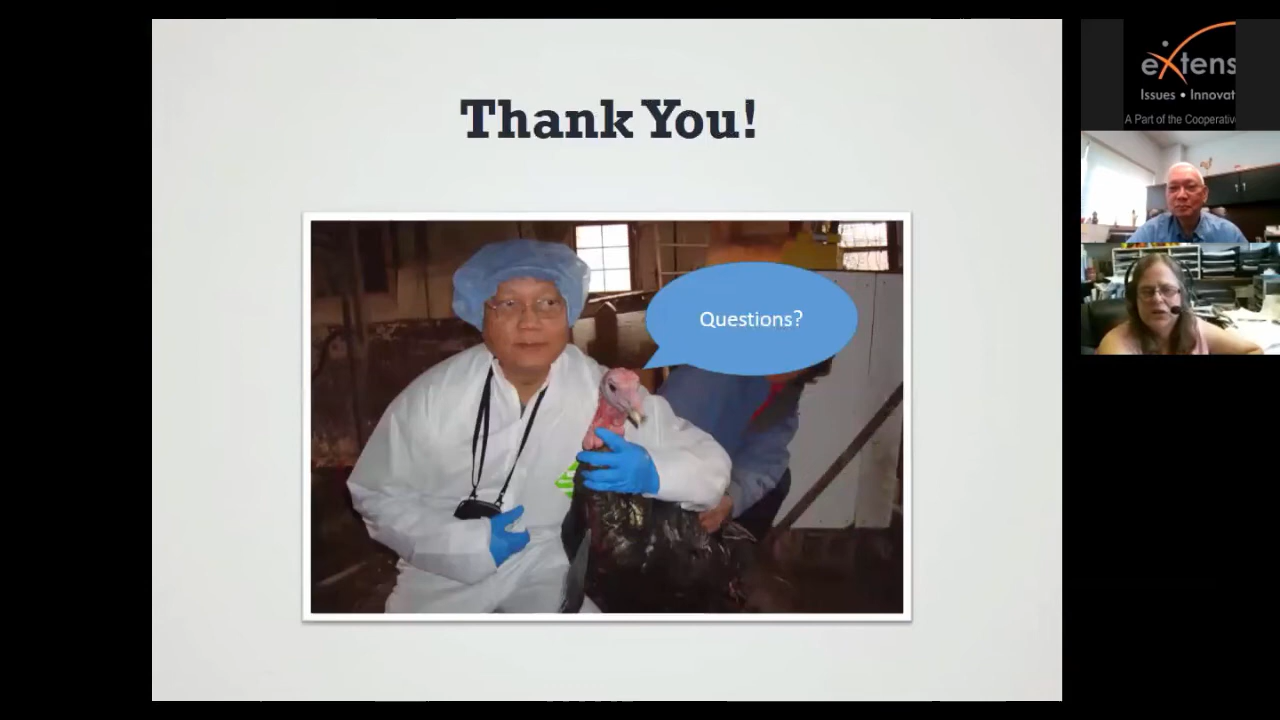 Thank You!
Questions?
eXtens
Issues • Innovat
A Part of the Cooperativ